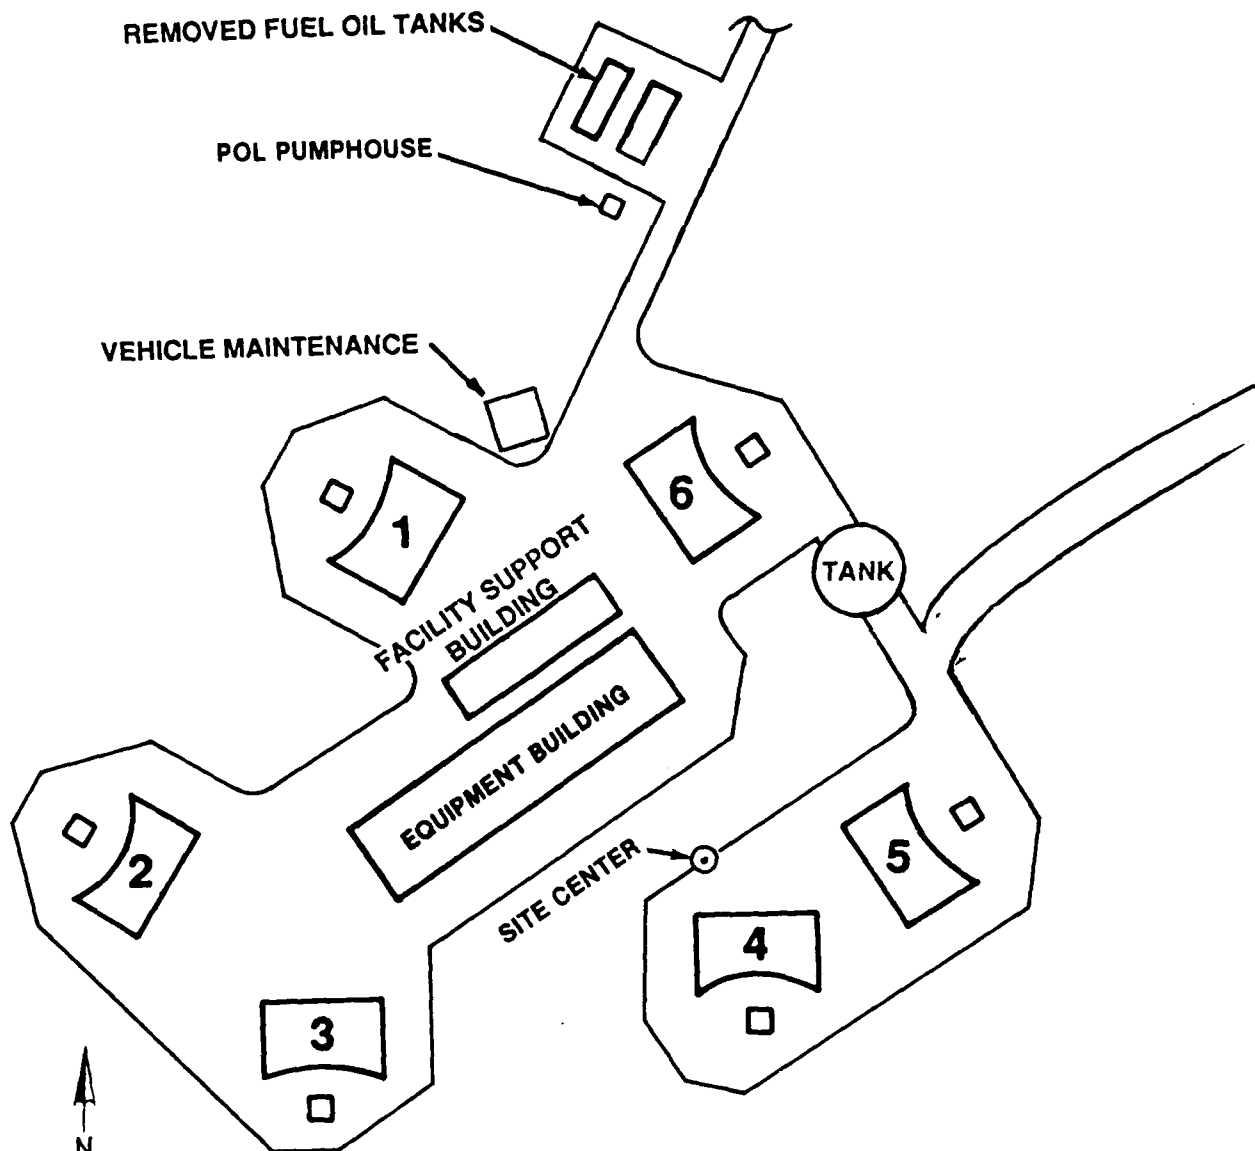 REMOVED FUEL OIL TANKS
POL PUMPHOUSE
VEHICLE MAINTENANCE
6
1
FACILITY SUPPORT
BUILDING
TANK
EQUIPMENT BUILDING
2
5
SITE CENTER
4
3
N